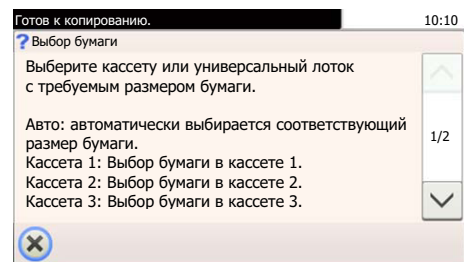 Готов к копированию. 10:10
? Выбор бумаги
Выберите кассету или универсальный лоток
с требуемым размером бумаги.
Авто: автоматически выбирается соответствующий
размер бумаги.
1/2
Кассета 1: Выбор бумаги в кассете 1.
Кассета 2: Выбор бумаги в кассете 2.
Кассета 3: Выбор бумаги в кассете 3.